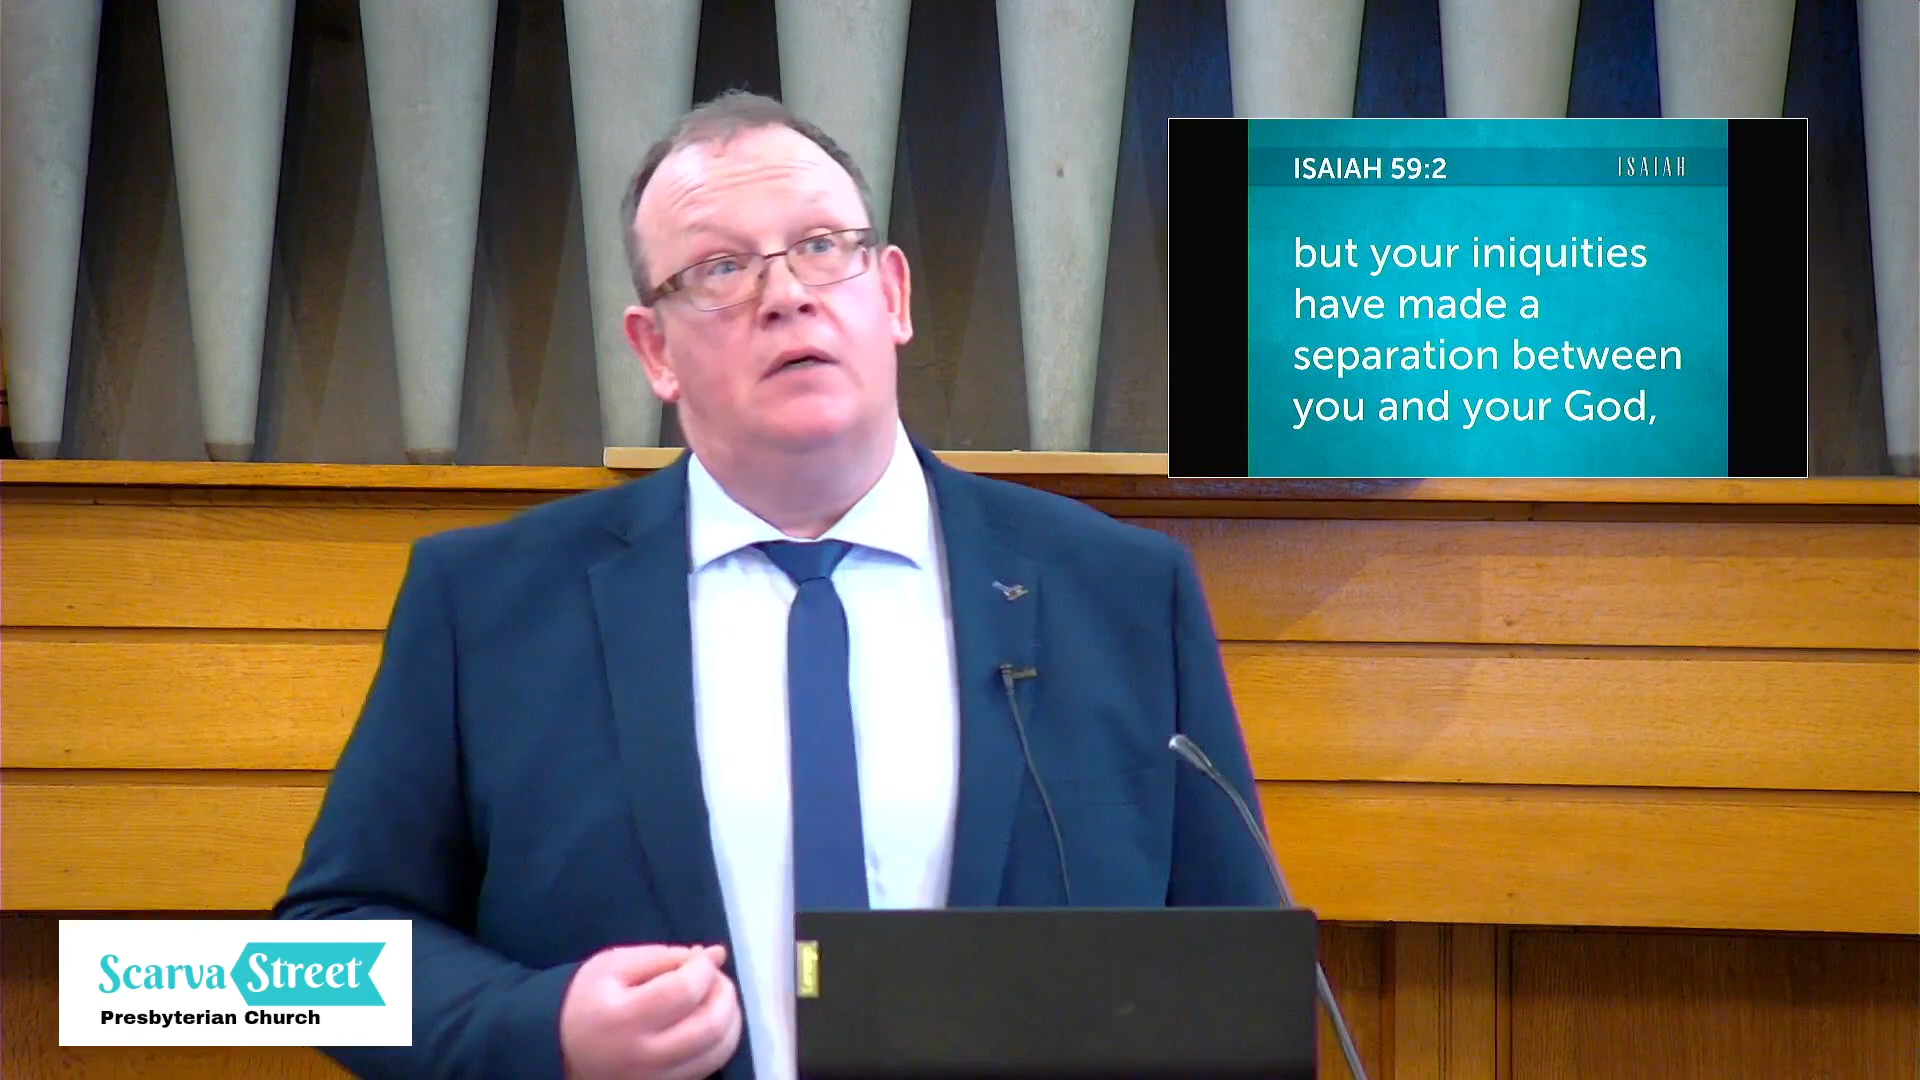 ISAIAH 59:2
ISAIAH
but your iniquities
have made a
separation between
you and your God,
Scarva Street
Presbyterian Church
Lenovo